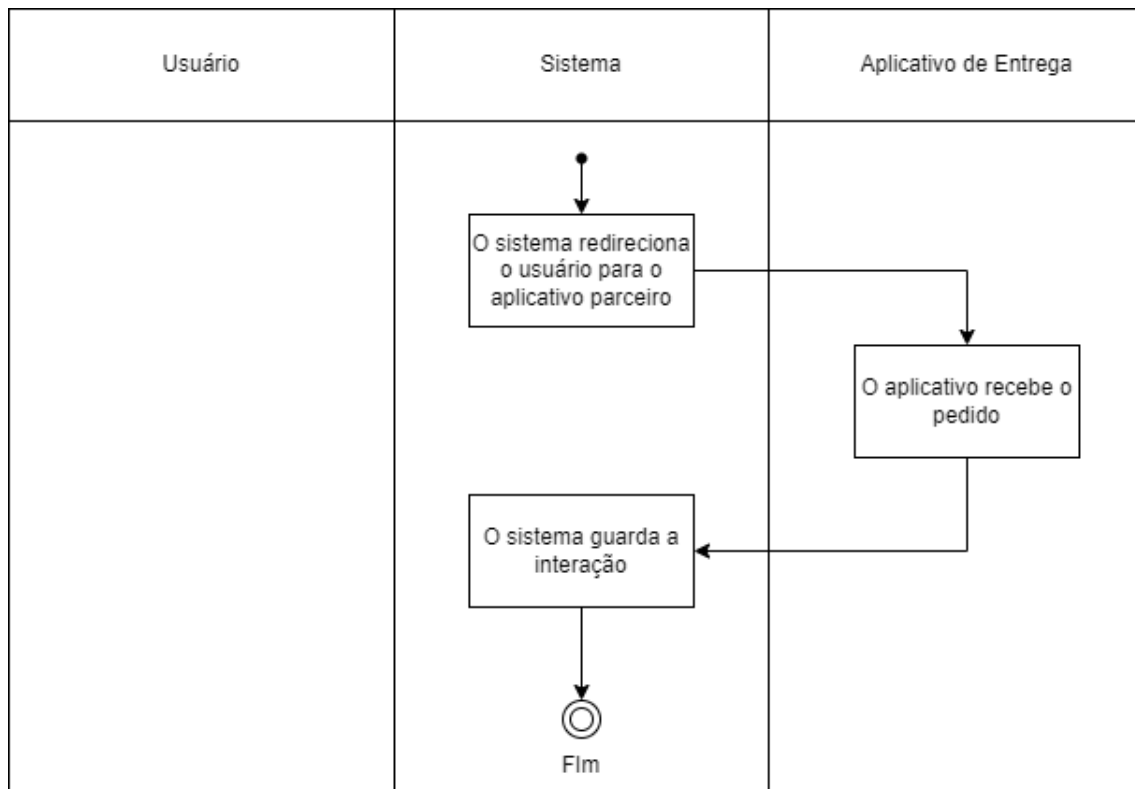 Usuário
Sistema
Aplicativo de Entrega
O sistema redireciona
o usuário para o
aplicativo parceiro
O aplicativo recebe o
pedido
O sistema guarda a
interação
FIm